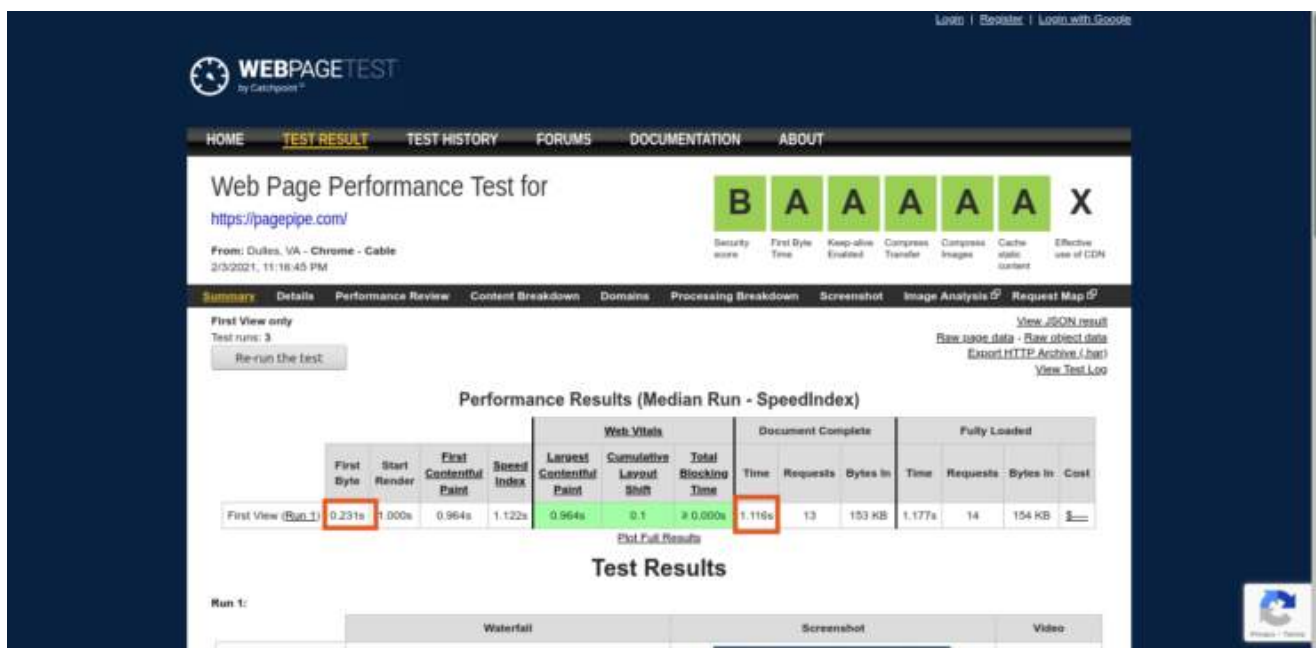 Login | Register | Login with Google
WEBPAGETEST
by Catchpoint
HOME TEST RESULT TEST HISTORY FORUMS DOCUMENTATION ABOUT
Web Page Performance Test for
https://pagepipe.com/
From: Dulles, VA - Chrome - Cable
2/3/2021, 11:16:45 PM
B A A A A A X
Security score First Byte Time Keep-alive Enabled Compress Transfer Compress Images Cache static content Effective use of CDN
Summary Details Performance Review Content Breakdown Domains Processing Breakdown Screenshot Image Analysis Request Map
First View only
Test runs: 3
Re-run the test
View JSON result
Raw page data - Raw object data
Export HTTP Archive (.har)
View Test Log
Performance Results (Median Run - SpeedIndex)
Web Vitals Document Complete Fully Loaded
First Byte Start Render First Contentful Paint Speed Index Largest Contentful Paint Cumulative Layout Shift Total Blocking Time Time Requests Bytes In Time Requests Bytes In Cost
First View (Run 1) 0.231s 1.000s 0.964s 1.122s 0.964s 0.1 ≥ 0.000s 1.116s 13 153 KB 1.177s 14 154 KB $----
Plot Full Results
Test Results
Run 1:
Waterfall Screenshot Video
Privacy - Terms